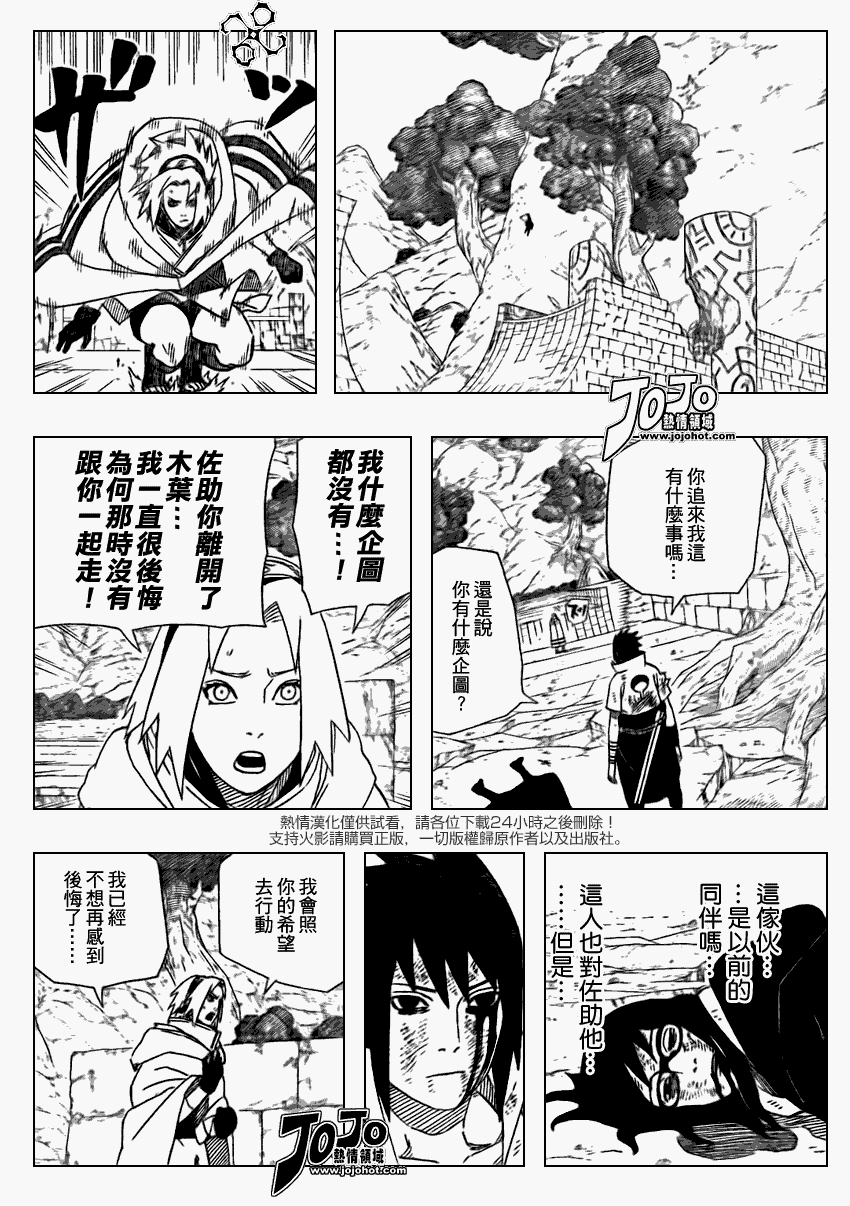 ザッ
JOJO
熱情領域
www.jojohot.com
你追來我這
有什麼事嗎…
還是說
你有什麼企圖？
我什麼企圖
都沒有…！
佐助你離開了
木葉…
我一直很後悔
為何那時沒有
跟你一起走！
熱情漢化僅供試看，請各位下載24小時之後刪除！
支持火影請購買正版，一切版權歸原作者以及出版社。
這傢伙…
…是以前的
同伴嗎…
這人也對佐助他…
……但是…
我會照
你的希望
去行動
我已經
不想再感到
後悔了……
JOJO
熱情領域
www.jojohot.com